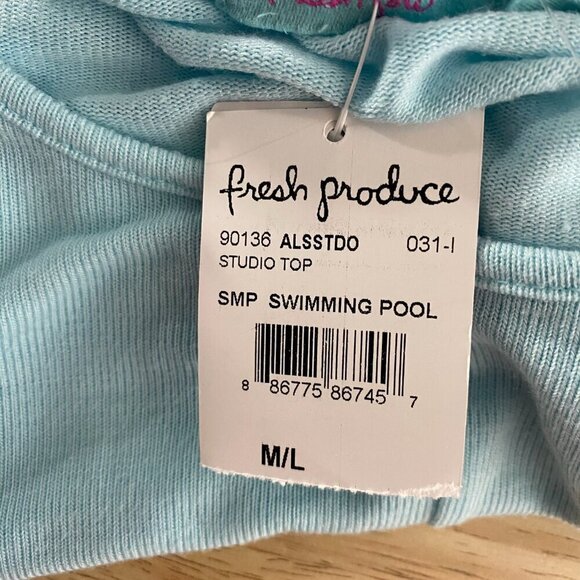 fresh produce
90136 ALSSTDO 031-I
STUDIO TOP
SMP SWIMMING POOL
8 86775 86745 7
M/L